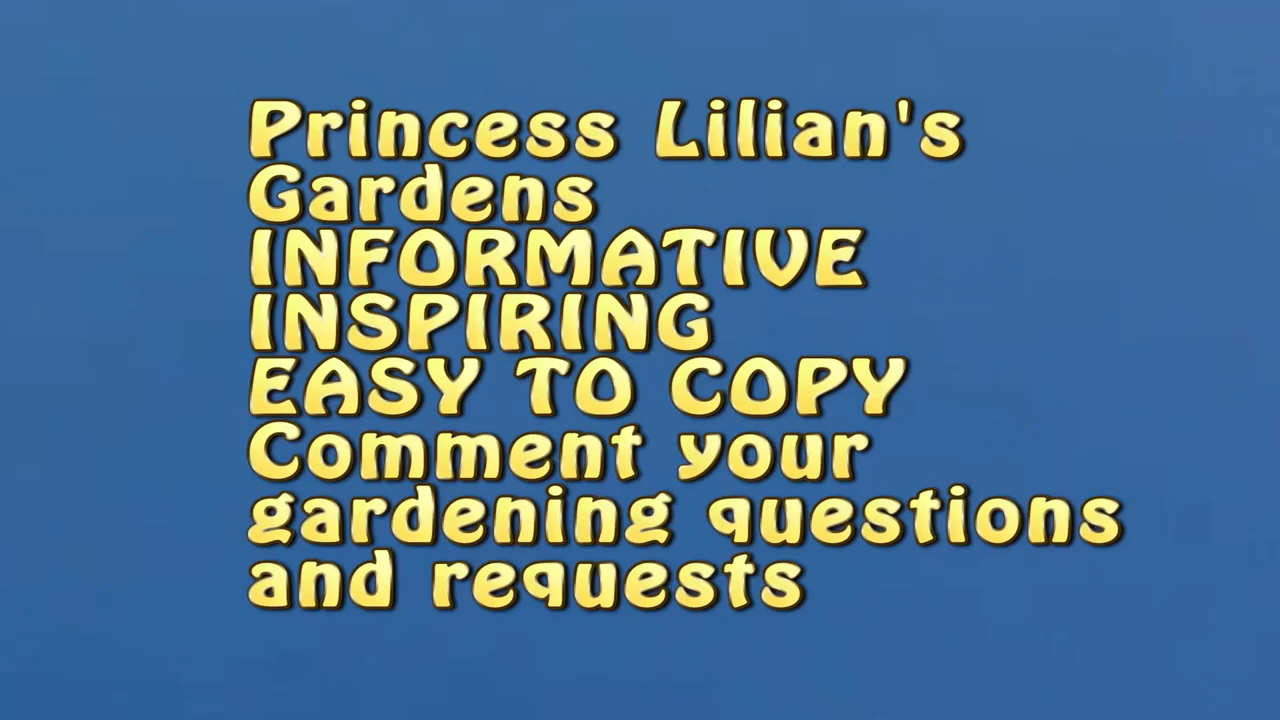 Princess Lilian's
Gardens
INFORMATIVE
INSPIRING
EASY TO COPY
Comment your
gardening questions
and requests